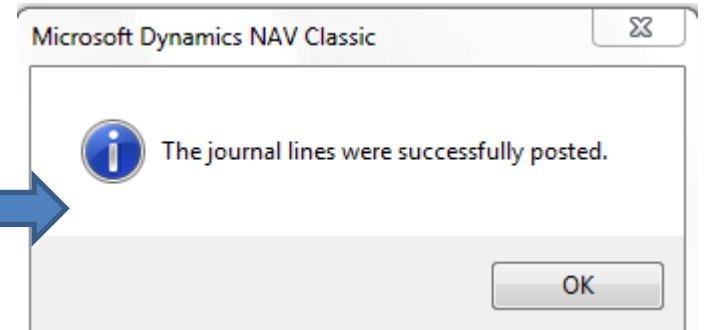 Microsoft Dynamics NAV Classic
The journal lines were successfully posted.
OK